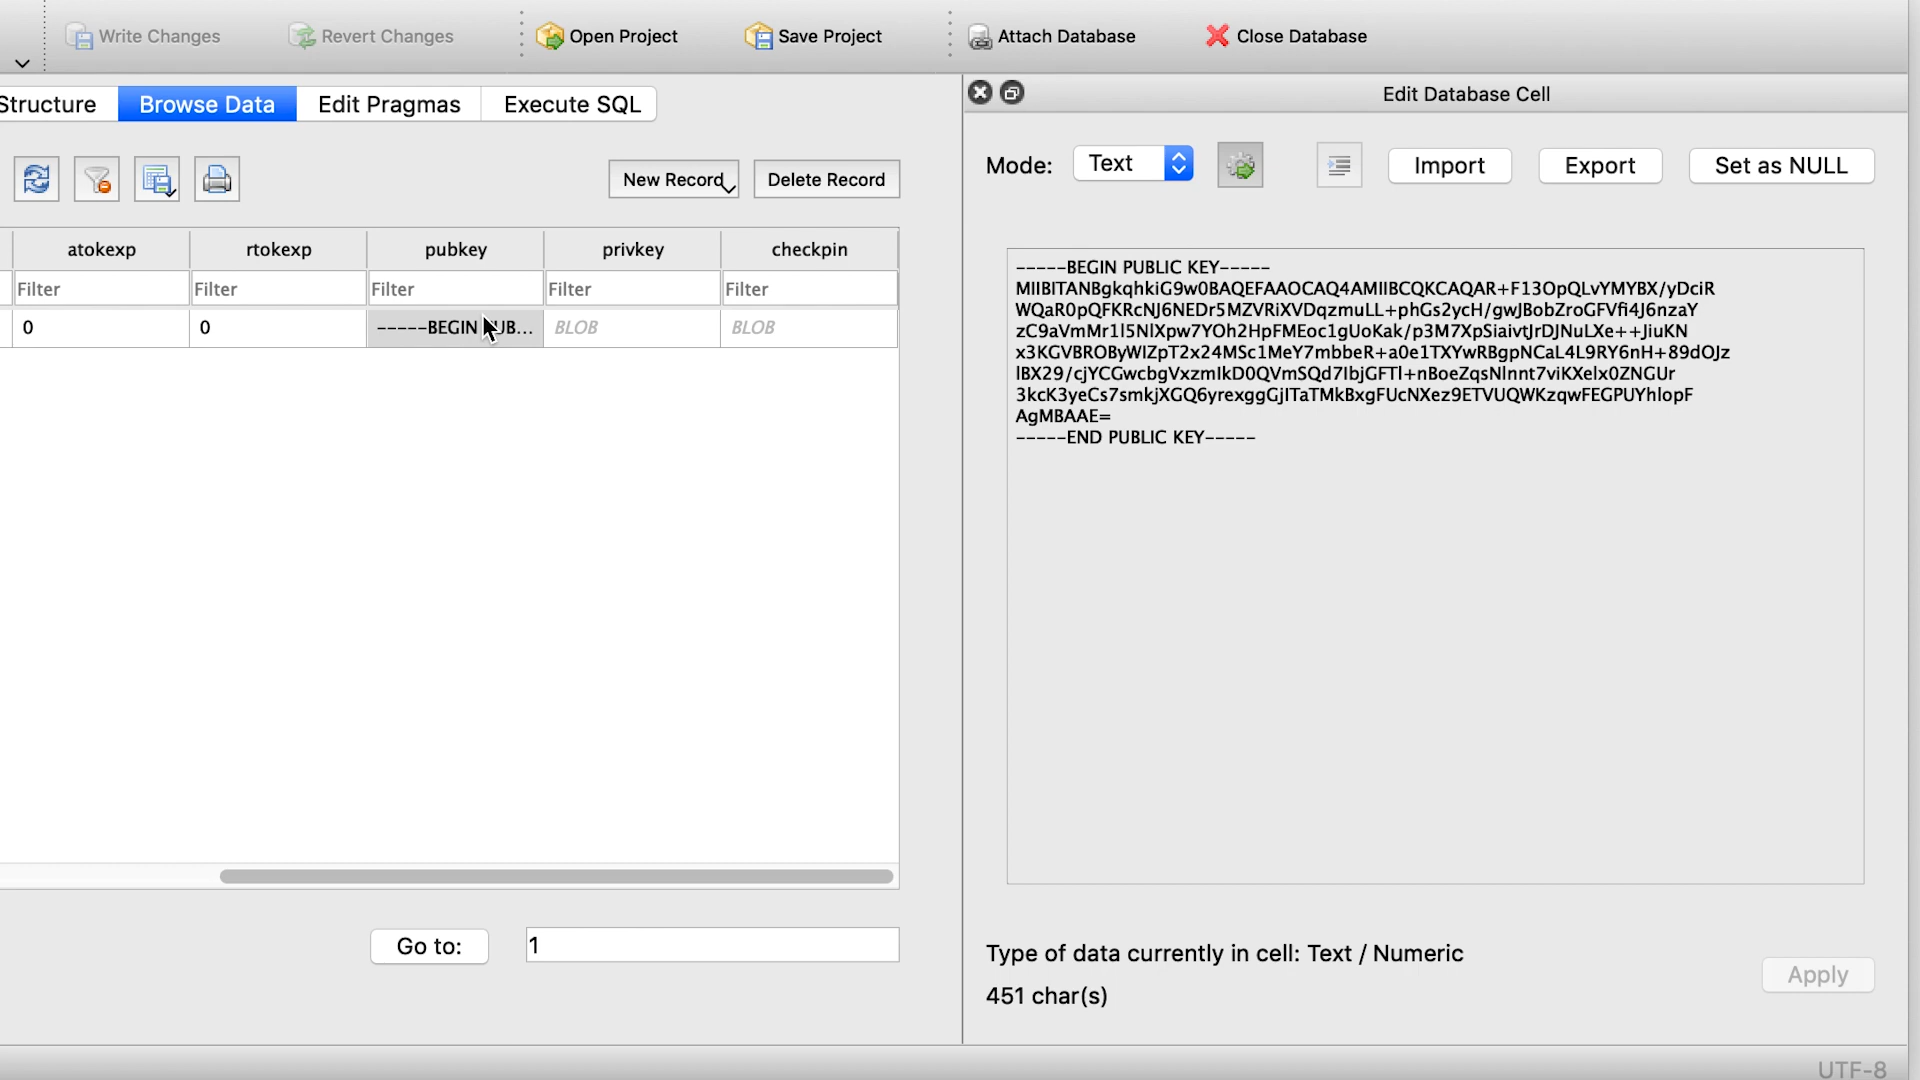 Write Changes
Revert Changes
Open Project
Save Project
Attach Database
Close Database
Structure
Browse Data
Edit Pragmas
Execute SQL
Edit Database Cell
New Record
Delete Record
Mode:
Text
Import
Export
Set as NULL
atokexp
rtokexp
pubkey
privkey
checkpin
Filter
Filter
Filter
Filter
Filter
0
0
-----BEGIN PUB...
BLOB
BLOB
-----BEGIN PUBLIC KEY-----
MIIBITANBgkqhkiG9w0BAQEFAAOCAQ4AMIIBCQKCAQAR+F13OpQLvYMYBX/yDciR
WQaR0pQFKRcNJ6NEDr5MZVRiXVDqzmuLL+phGs2ycH/gwJBobZroGFVfi4J6nzaY
zC9aVmMr1l5NIXpw7YOh2HpFMEoc1gUoKak/p3M7XpSiaivtJrDJNuLXe++JiuKN
x3KGVBROByWIZpT2x24MSc1MeY7mbbeR+a0e1TXYwRBgpNCaL4L9RY6nH+89dOJz
lBX29/cjYCGwcbgVxzmlkD0QVmSQd7lbjGFTl+nBoeZqsNlnnt7viKXelx0ZNGUr
3kcK3yeCs7smkjXGQ6yrexggGjITaTMkBxgFUcNXez9ETVUQWKzqwFEGPUYhlopF
AgMBAAE=
-----END PUBLIC KEY-----
Go to:
1
Type of data currently in cell: Text / Numeric
451 char(s)
Apply
UTF-8